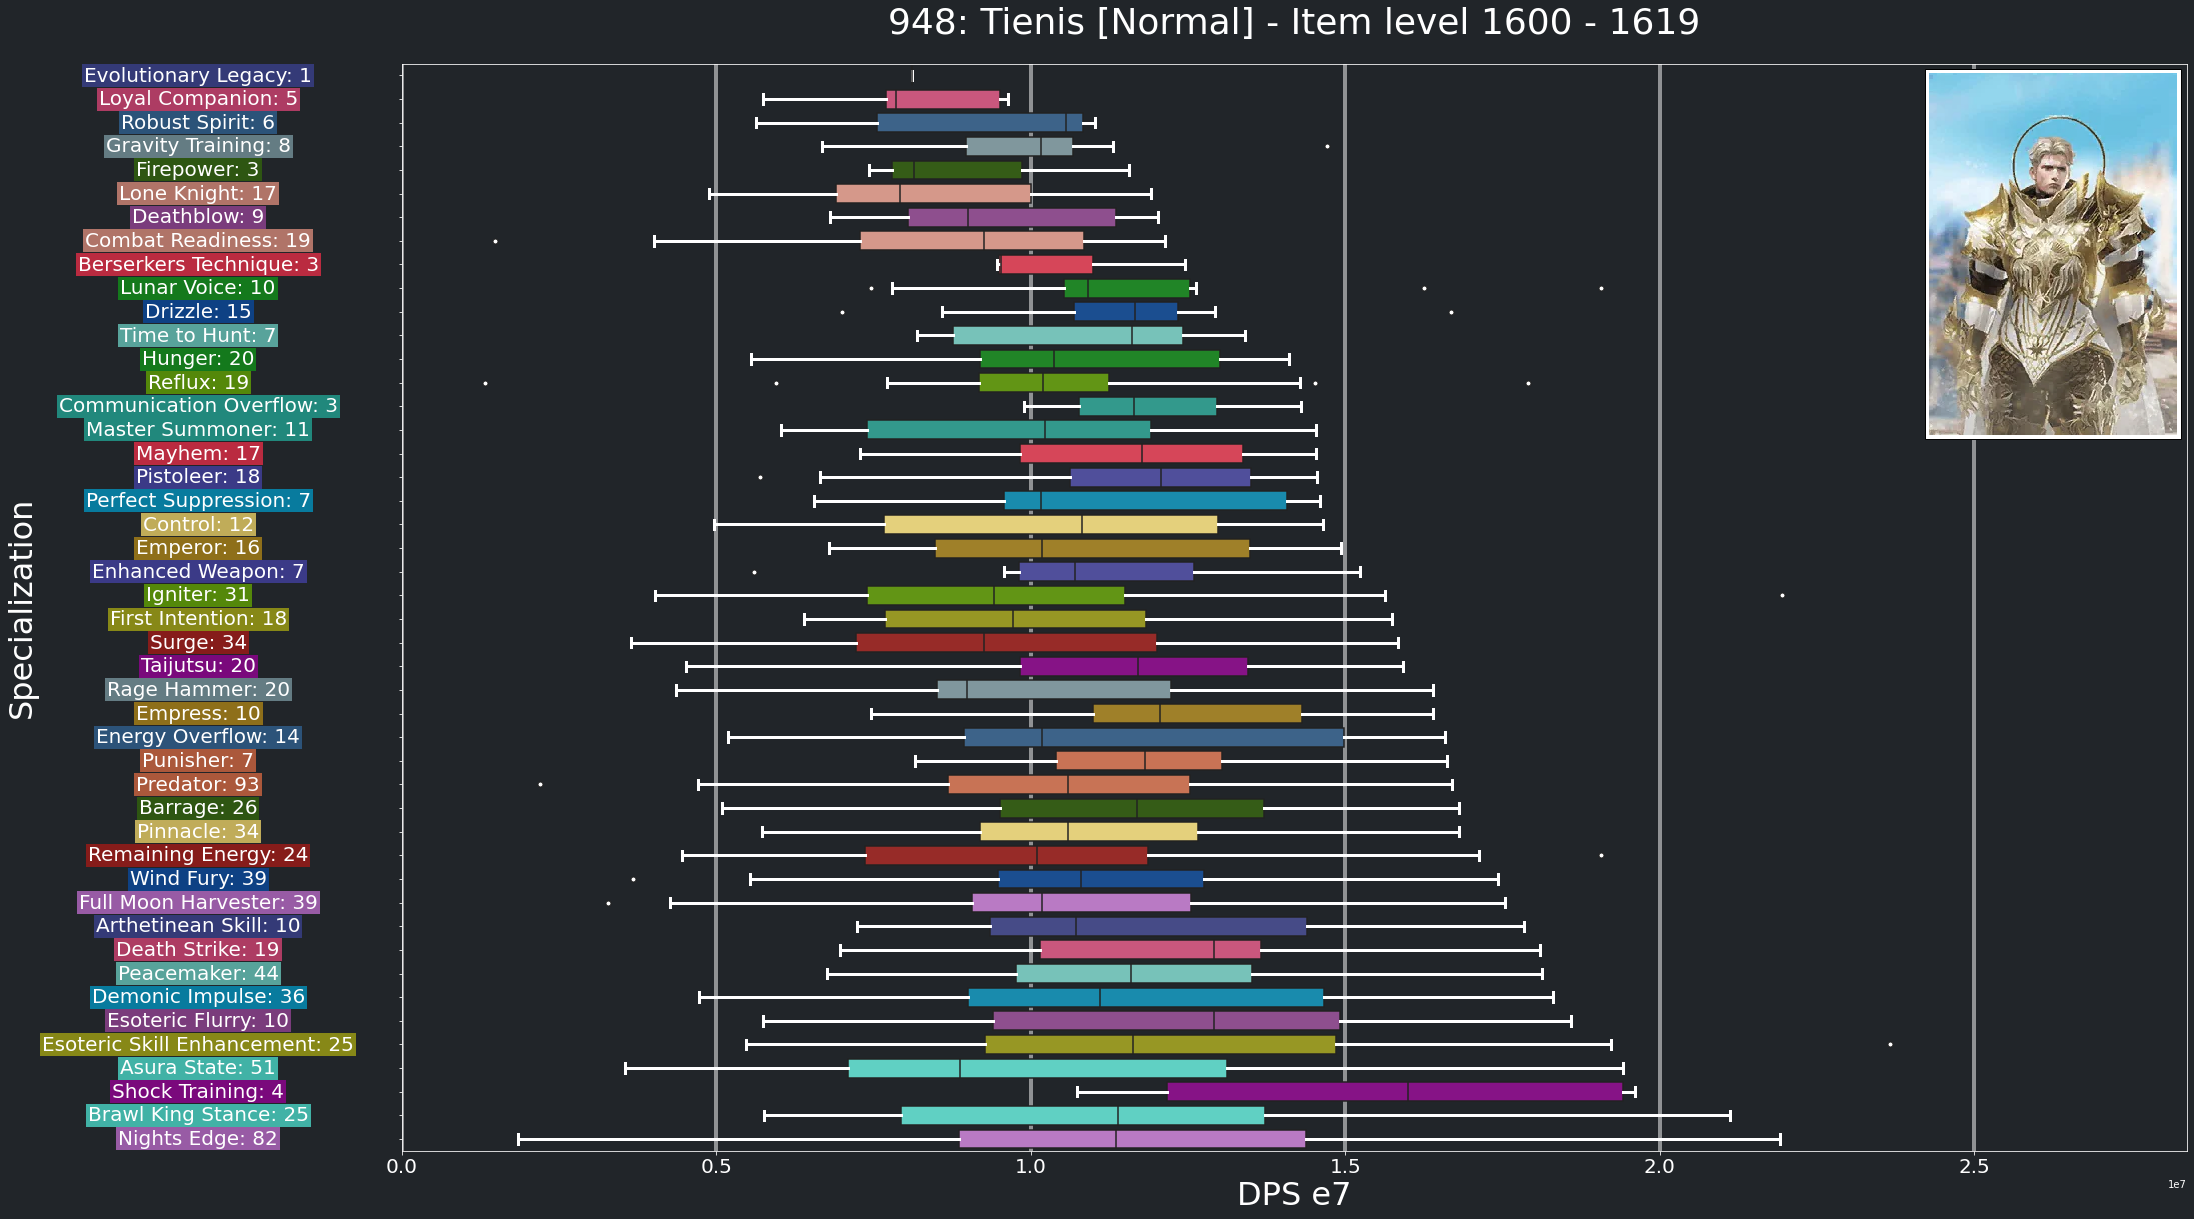 948: Tienis [Normal] - Item level 1600 - 1619
Specialization
Evolutionary Legacy: 1
Loyal Companion: 5
Robust Spirit: 6
Gravity Training: 8
Firepower: 3
Lone Knight: 17
Deathblow: 9
Combat Readiness: 19
Berserkers Technique: 3
Lunar Voice: 10
Drizzle: 15
Time to Hunt: 7
Hunger: 20
Reflux: 19
Communication Overflow: 3
Master Summoner: 11
Mayhem: 17
Pistoleer: 18
Perfect Suppression: 7
Control: 12
Emperor: 16
Enhanced Weapon: 7
Igniter: 31
First Intention: 18
Surge: 34
Taijutsu: 20
Rage Hammer: 20
Empress: 10
Energy Overflow: 14
Punisher: 7
Predator: 93
Barrage: 26
Pinnacle: 34
Remaining Energy: 24
Wind Fury: 39
Full Moon Harvester: 39
Arthetinean Skill: 10
Death Strike: 19
Peacemaker: 44
Demonic Impulse: 36
Esoteric Flurry: 10
Esoteric Skill Enhancement: 25
Asura State: 51
Shock Training: 4
Brawl King Stance: 25
Nights Edge: 82
0.0 0.5 1.0 1.5 2.0 2.5
DPS e7
1e7